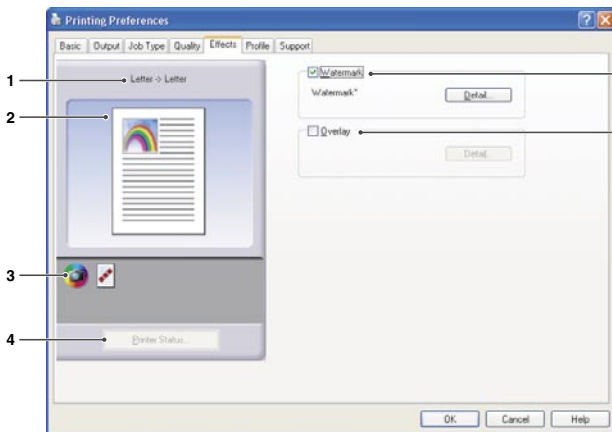 Printing Preferences
Basic Output Job Type Quality Effects Profile Support
1
Letter -> Letter
Watermark
Watermark*
Detail...
2
Overlay
Detail...
3
4
Printer Status...
OK Cancel Help